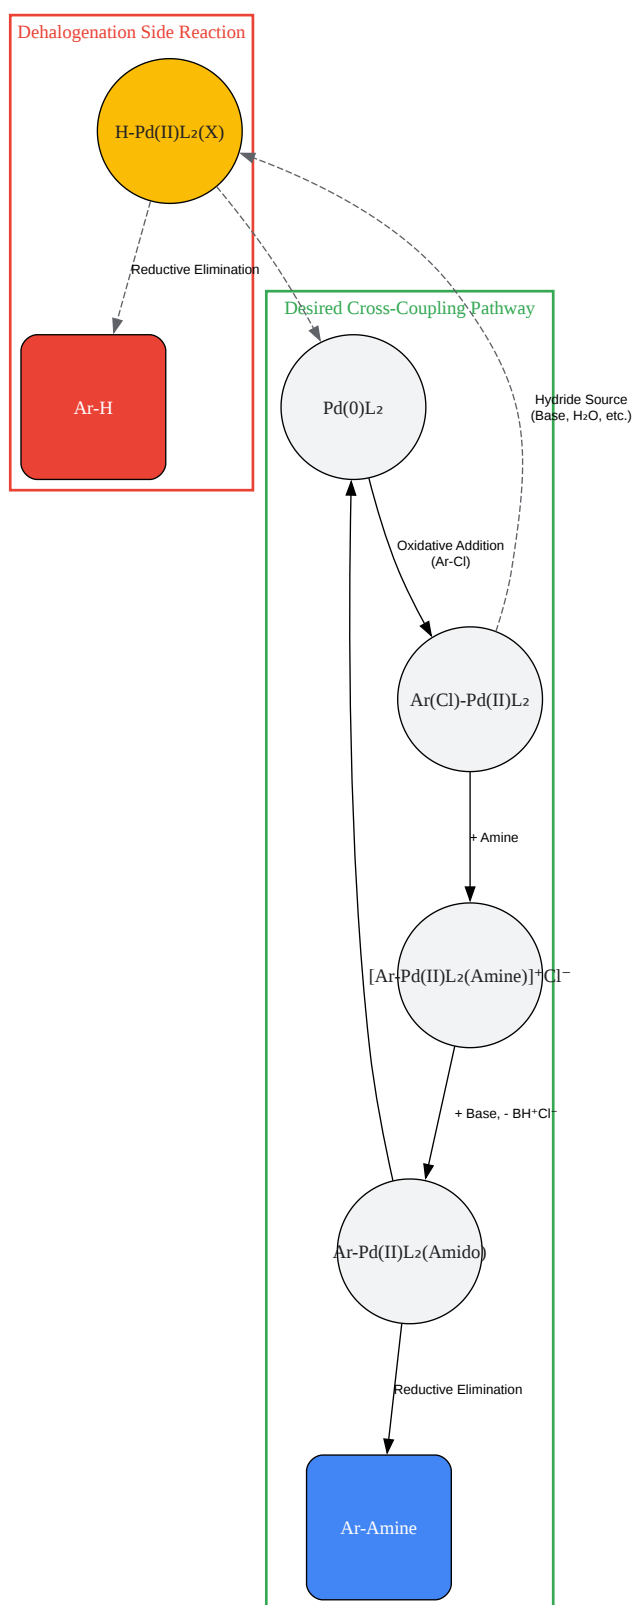 Dehalogenation Side Reaction
H-Pd(II)L₂(X)
Reductive Elimination
Ar-H
Desired Cross-Coupling Pathway
Pd(0)L₂
Hydride Source
(Base, H₂O, etc.)
Oxidative Addition
(Ar-Cl)
Ar(Cl)-Pd(II)L₂
+ Amine
[Ar-Pd(II)L₂(Amine)]⁺Cl⁻
+ Base, - BH⁺Cl⁻
Ar-Pd(II)L₂(Amido)
Reductive Elimination
Ar-Amine